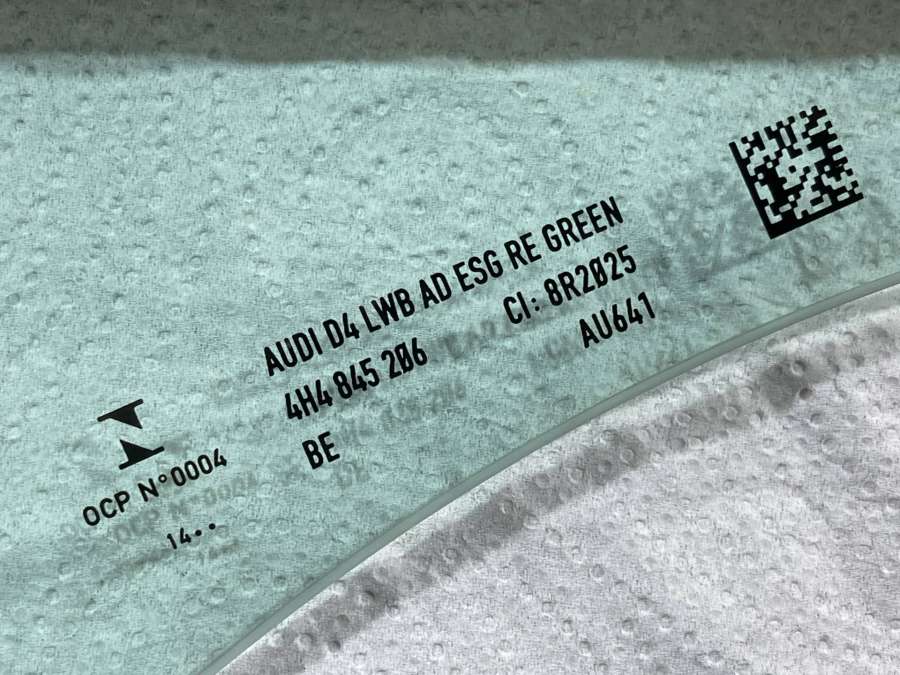 AUDI D4 LWB AD ESG RE GREEN
4H4 845 206 CI: 8R2025
BE AU641
OCP N°0004
14••